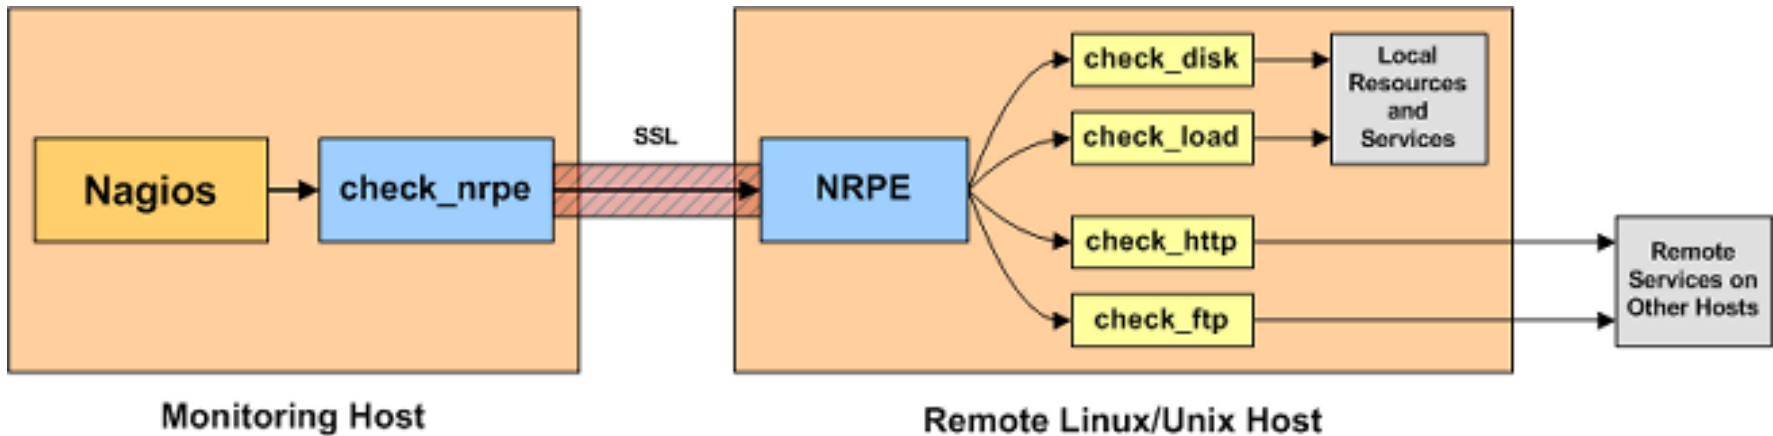 Nagios
check_nrpe
SSL
NRPE
check_disk
check_load
check_http
check_ftp
Local
Resources
and
Services
Remote
Services on
Other Hosts
Monitoring Host
Remote Linux/Unix Host